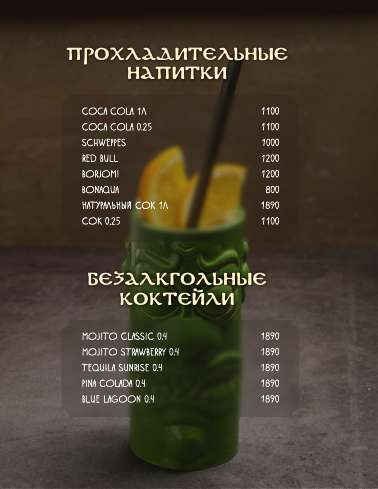 ПРОХЛАДИТЕЛЬНЫЕ
НАПИТКИ
COCA COLA 1Л 1100
COCA COLA 0.25 1100
SCHWEPPES 1000
RED BULL 1200
BORJOMI 1200
BONAQUA 800
НАТУРАЛЬНЫЙ СОК 1Л 1890
СОК 0,25 1100
БЕЗАЛКГОЛЬНЫЕ
КОКТЕЙЛИ
MOJITO CLASSIC 0,4 1890
MOJITO STRAWBERRY 0,4 1890
TEQUILA SUNRISE 0,4 1890
PINA COLADA 0,4 1890
BLUE LAGOON 0,4 1890